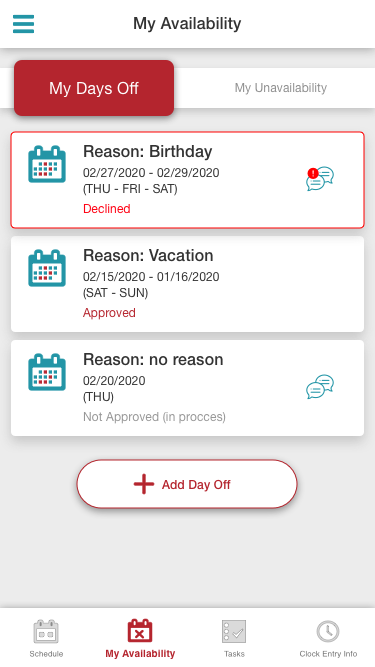 My Availability
My Days Off
My Unavailability
Reason: Birthday
02/27/2020 - 02/29/2020
(THU - FRI - SAT)
Declined
Reason: Vacation
02/15/2020 - 01/16/2020
(SAT - SUN)
Approved
Reason: no reason
02/20/2020
(THU)
Not Approved (in procces)
Add Day Off
Schedule
My Availability
Tasks
Clock Entry Info